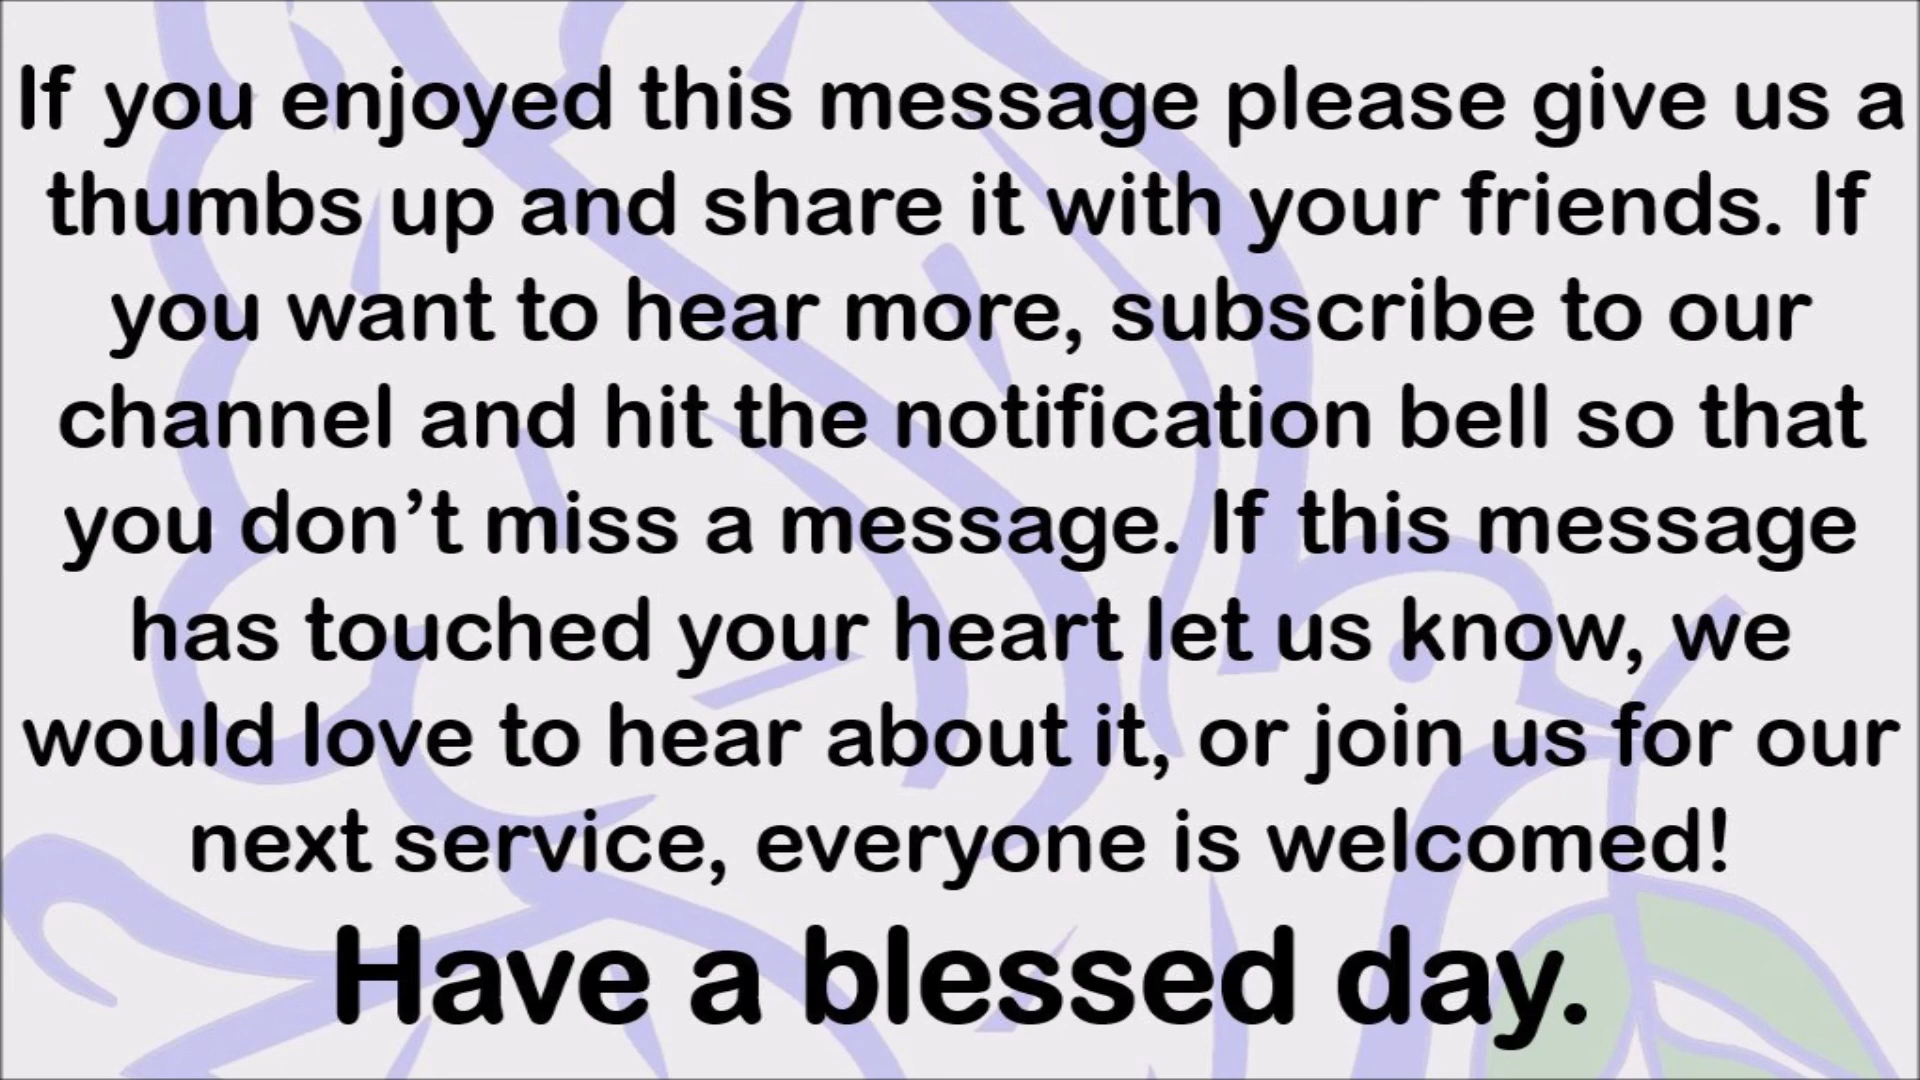 If you enjoyed this message please give us a
thumbs up and share it with your friends. If
you want to hear more, subscribe to our
channel and hit the notification bell so that
you don’t miss a message. If this message
has touched your heart let us know, we
would love to hear about it, or join us for our
next service, everyone is welcomed!
Have a blessed day.